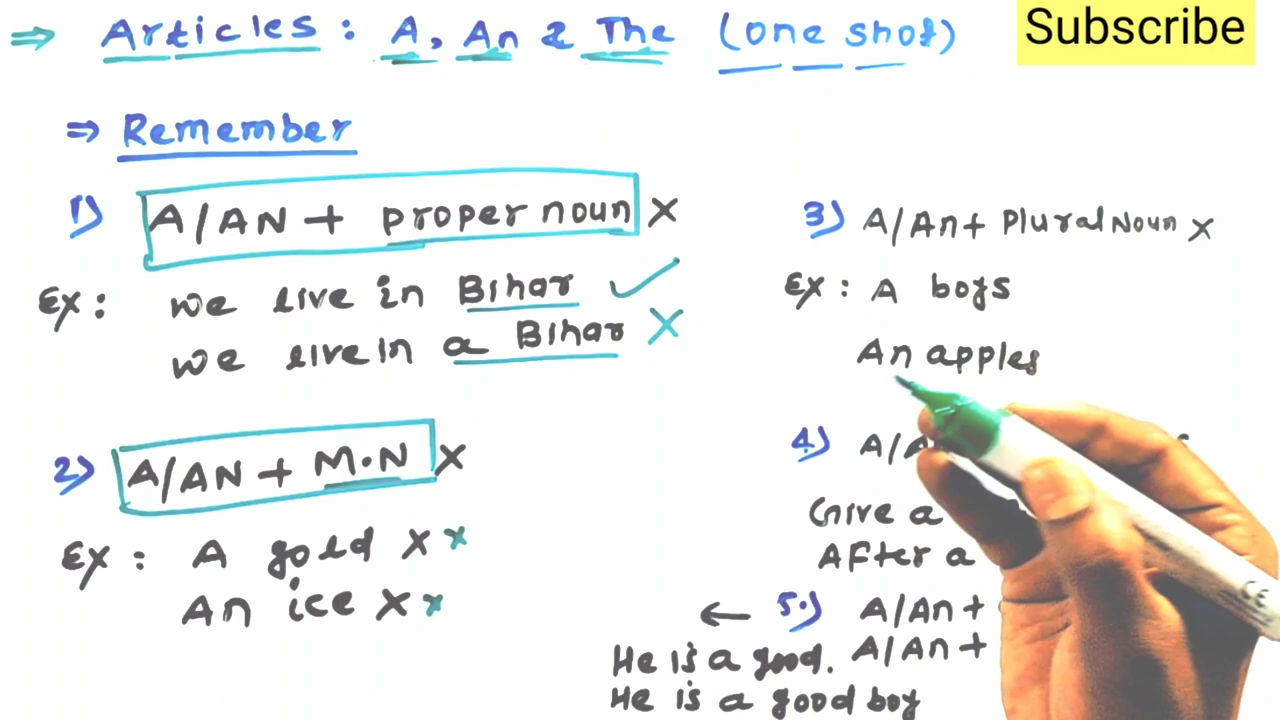 ⇒ Articles: A, An & The (one shot)
Subscribe
⇒ Remember
1) A/AN + proper noun X
Ex: we live in Bihar ✓
we live in a Bihar X
2) A/AN + M.N X
Ex: A gold X X
An ice X X
3) A/An + Plural Noun X
Ex: A boys
An apples
4.) A/A
Give a
After a
← 5.) A/An +
A/An +
He is a good.
He is a good boy